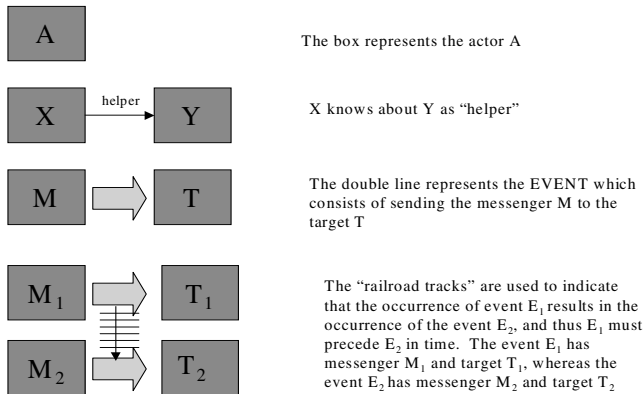 A
The box represents the actor A
helper
X
Y
X knows about Y as “helper”
M
T
The double line represents the EVENT which
consists of sending the messenger M to the
target T
M1
T1
The “railroad tracks” are used to indicate
that the occurrence of event E1 results in the
occurrence of the event E2, and thus E1 must
precede E2 in time.  The event E1 has
messenger M1 and target T1, whereas the
event E2 has messenger M2 and target T2
M2
T2